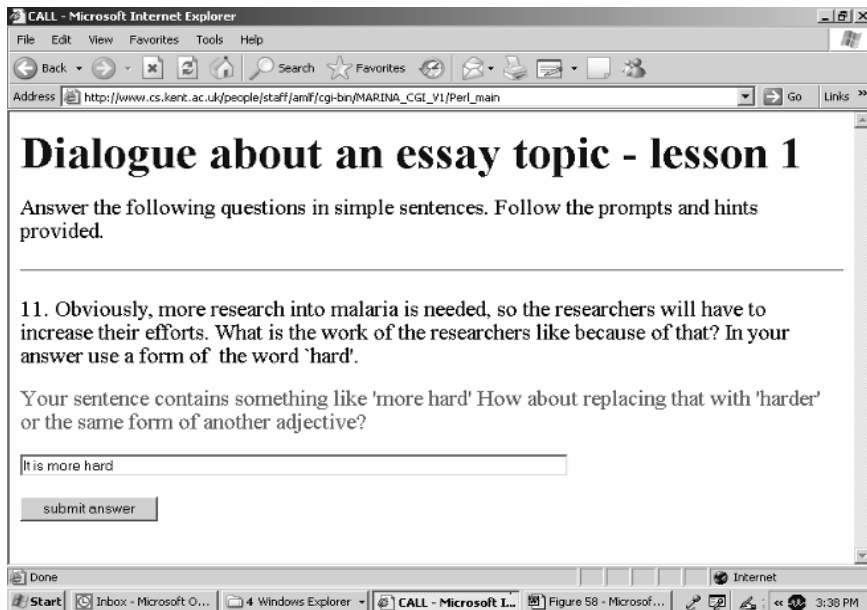 CALL - Microsoft Internet Explorer
File Edit View Favorites Tools Help
Back Search Favorites
Address http://www.cs.kent.ac.uk/people/staff/amlf/cgi-bin/MARINA_CGI_V1/Perl_main Go Links »
Dialogue about an essay topic - lesson 1
Answer the following questions in simple sentences. Follow the prompts and hints
provided.
11. Obviously, more research into malaria is needed, so the researchers will have to
increase their efforts. What is the work of the researchers like because of that? In your
answer use a form of the word `hard'.
Your sentence contains something like 'more hard' How about replacing that with 'harder'
or the same form of another adjective?
It is more hard
submit answer
Done Internet
Start Inbox - Microsoft O... 4 Windows Explorer CALL - Microsoft I... Figure 58 - Microsof... « 3:38 PM